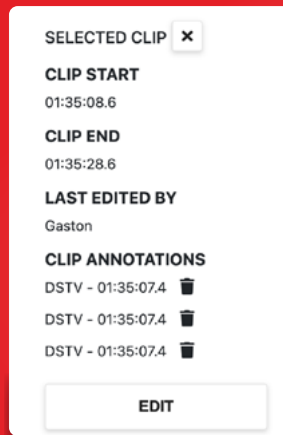 SELECTED CLIP
CLIP START
01:35:08.6
CLIP END
01:35:28.6
LAST EDITED BY
Gaston
CLIP ANNOTATIONS
DSTV - 01:35:07.4
DSTV - 01:35:07.4
DSTV - 01:35:07.4
EDIT